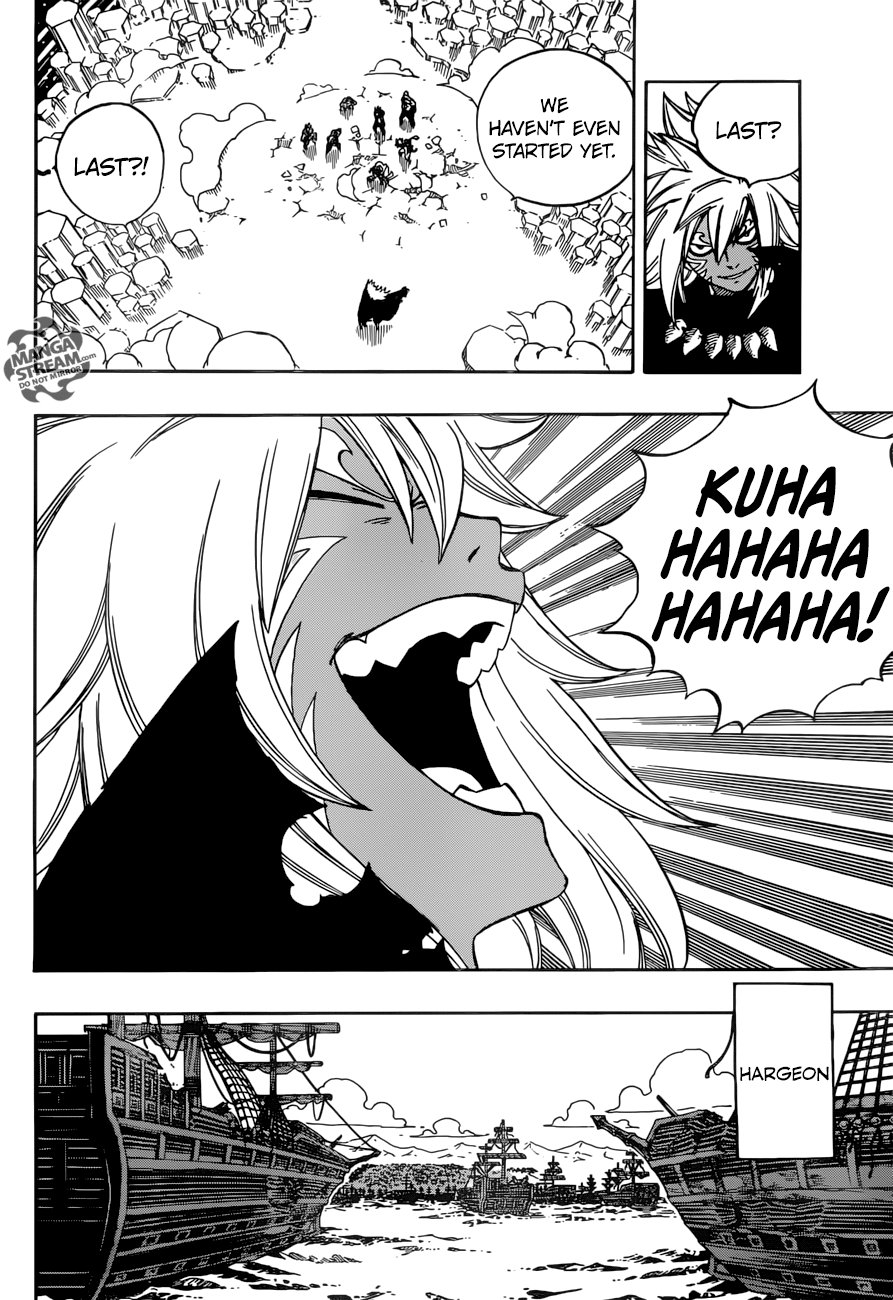 LAST?
WE
HAVEN'T EVEN
STARTED YET.
LAST?!
MANGA
STREAM.com
DO NOT MIRROR
KUHA
HAHAHA
HAHAHA!
HARGEON